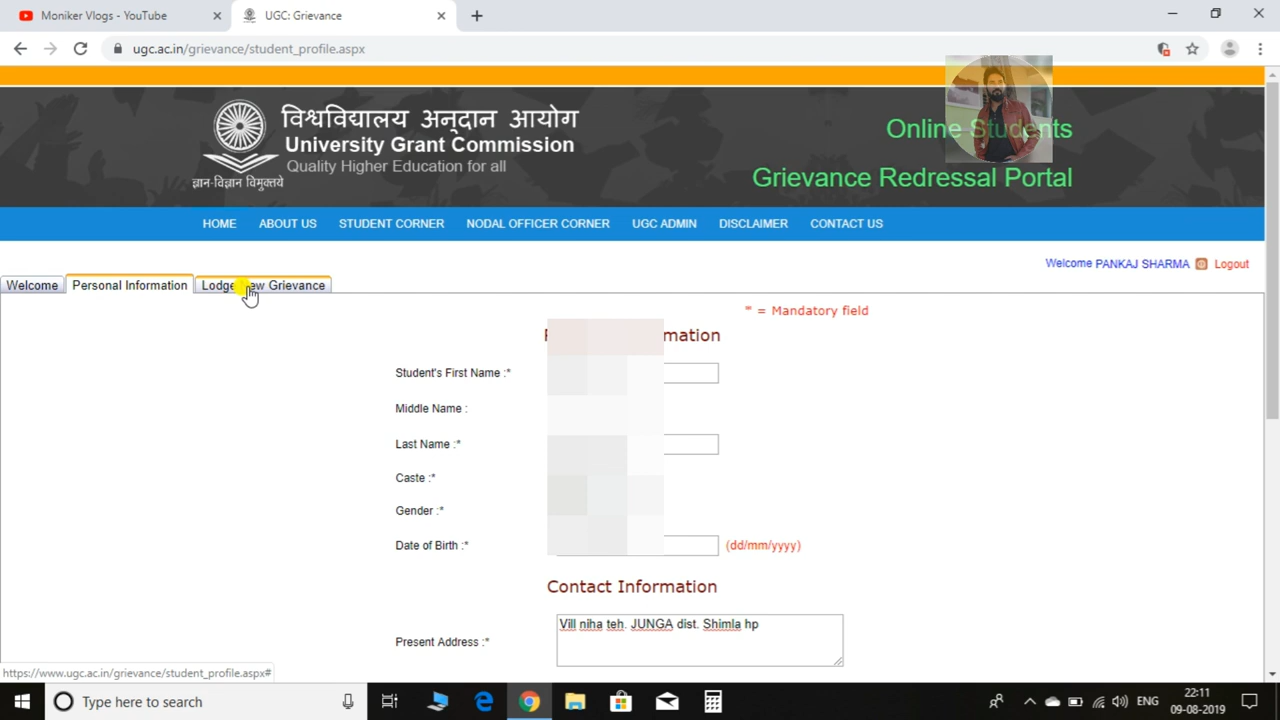 Moniker Vlogs - YouTube
UGC: Grievance
ugc.ac.in/grievance/student_profile.aspx
विश्वविद्यालय अनुदान आयोग
University Grant Commission
Quality Higher Education for all
ज्ञान-विज्ञान विमुक्तये
Online Students
Grievance Redressal Portal
HOME ABOUT US STUDENT CORNER NODAL OFFICER CORNER UGC ADMIN DISCLAIMER CONTACT US
Welcome PANKAJ SHARMA Logout
Welcome Personal Information Lodge New Grievance
* = Mandatory field
mation
Student's First Name :*
Middle Name :
Last Name :*
Caste :*
Gender :*
Date of Birth :* (dd/mm/yyyy)
Contact Information
Present Address :* Vill niha teh. JUNGA dist. Shimla hp
https://www.ugc.ac.in/grievance/student_profile.aspx#
Type here to search
ENG
22:11
09-08-2019